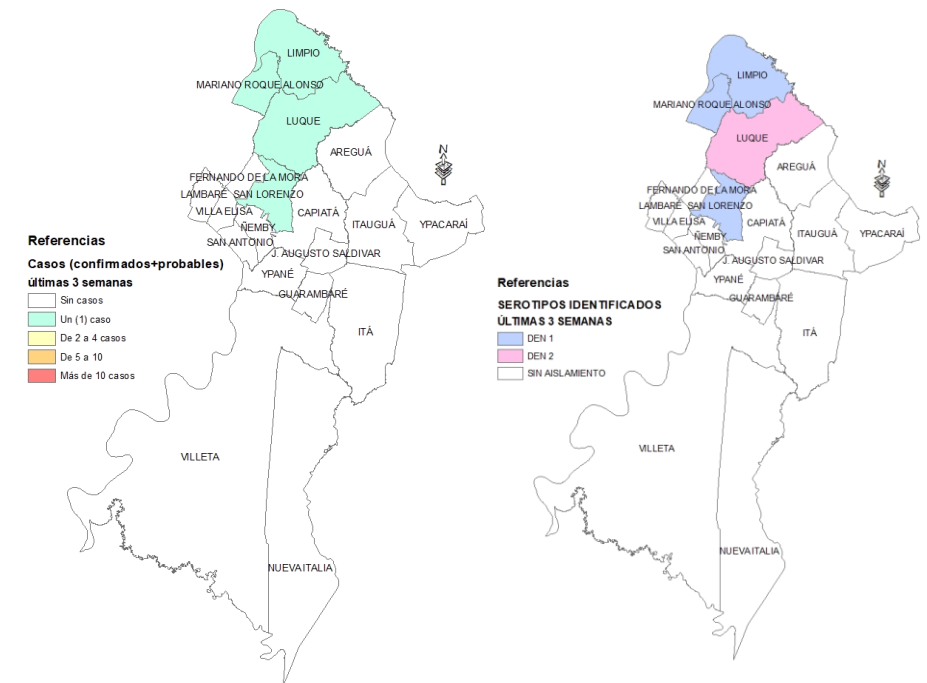 LIMPIO
MARIANO ROQUE ALONSO
LUQUE
AREGUÁ
N
FERNANDO DE LA MORA
LAMBARÉ SAN LORENZO
VILLA ELISA
CAPIATÁ
ÑEMBY
ITAUGUÁ
YPACARAÍ
SAN ANTONIO
J. AUGUSTO SALDIVAR
YPANÉ
GUARAMBARÉ
ITÁ
VILLETA
NUEVA ITALIA
Referencias
Casos (confirmados+probables)
últimas 3 semanas
Sin casos
Un (1) caso
De 2 a 4 casos
De 5 a 10
Más de 10 casos
LIMPIO
MARIANO ROQUE ALONSO
LUQUE
AREGUÁ
N
FERNANDO DE LA MORA
LAMBARÉ SAN LORENZO
VILLA ELISA
CAPIATÁ
ÑEMBY
ITAUGUÁ
YPACARAÍ
SAN ANTONIO
J. AUGUSTO SALDIVAR
YPANÉ
GUARAMBARÉ
ITÁ
VILLETA
NUEVA ITALIA
Referencias
SEROTIPOS IDENTIFICADOS
ÚLTIMAS 3 SEMANAS
DEN 1
DEN 2
SIN AISLAMIENTO